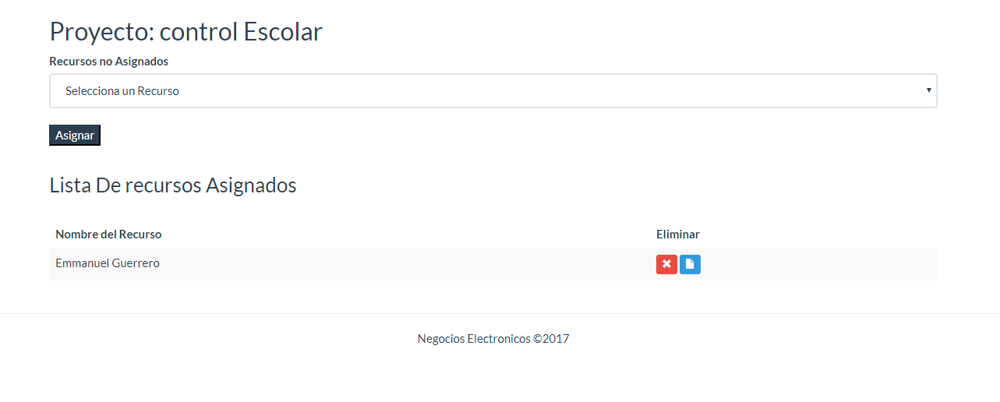 Proyecto: control Escolar
Recursos no Asignados
Selecciona un Recurso
Asignar
Lista De recursos Asignados
Nombre del Recurso Eliminar
Emmanuel Guerrero
Negocios Electronicos ©2017